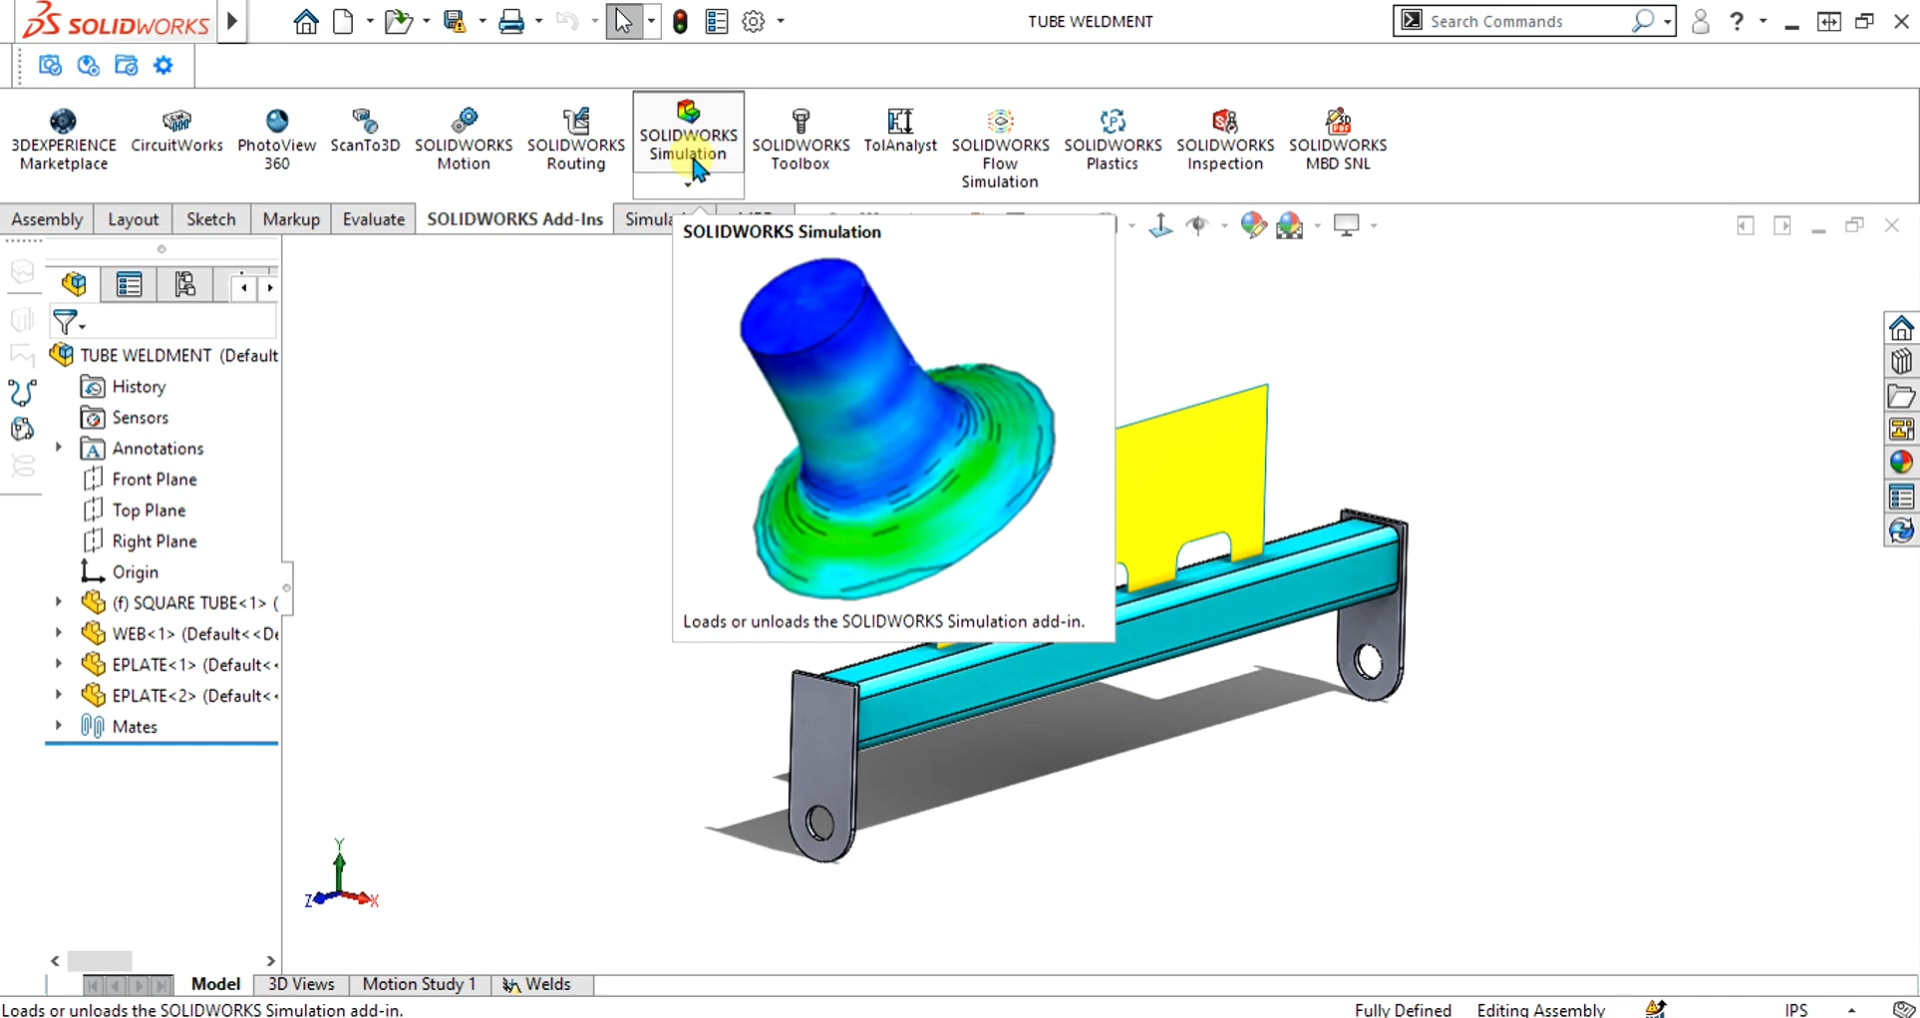 SOLIDWORKS
TUBE WELDMENT
Search Commands
?
3DEXPERIENCE
Marketplace
CircuitWorks
PhotoView
360
ScanTo3D
SOLIDWORKS
Motion
SOLIDWORKS
Routing
SOLIDWORKS
Simulation
SOLIDWORKS
Toolbox
TolAnalyst
SOLIDWORKS
Flow
Simulation
SOLIDWORKS
Plastics
SOLIDWORKS
Inspection
SOLIDWORKS
MBD SNL
Assembly
Layout
Sketch
Markup
Evaluate
SOLIDWORKS Add-Ins
SOLIDWORKS Simulation
Loads or unloads the SOLIDWORKS Simulation add-in.
TUBE WELDMENT (Default
History
Sensors
Annotations
Front Plane
Top Plane
Right Plane
Origin
(f) SQUARE TUBE<1> (
WEB<1> (Default<<De
EPLATE<1> (Default<<
EPLATE<2> (Default<<
Mates
Y
Z
X
Model
3D Views
Motion Study 1
Welds
Loads or unloads the SOLIDWORKS Simulation add-in.
Fully Defined
Editing Assembly
IPS